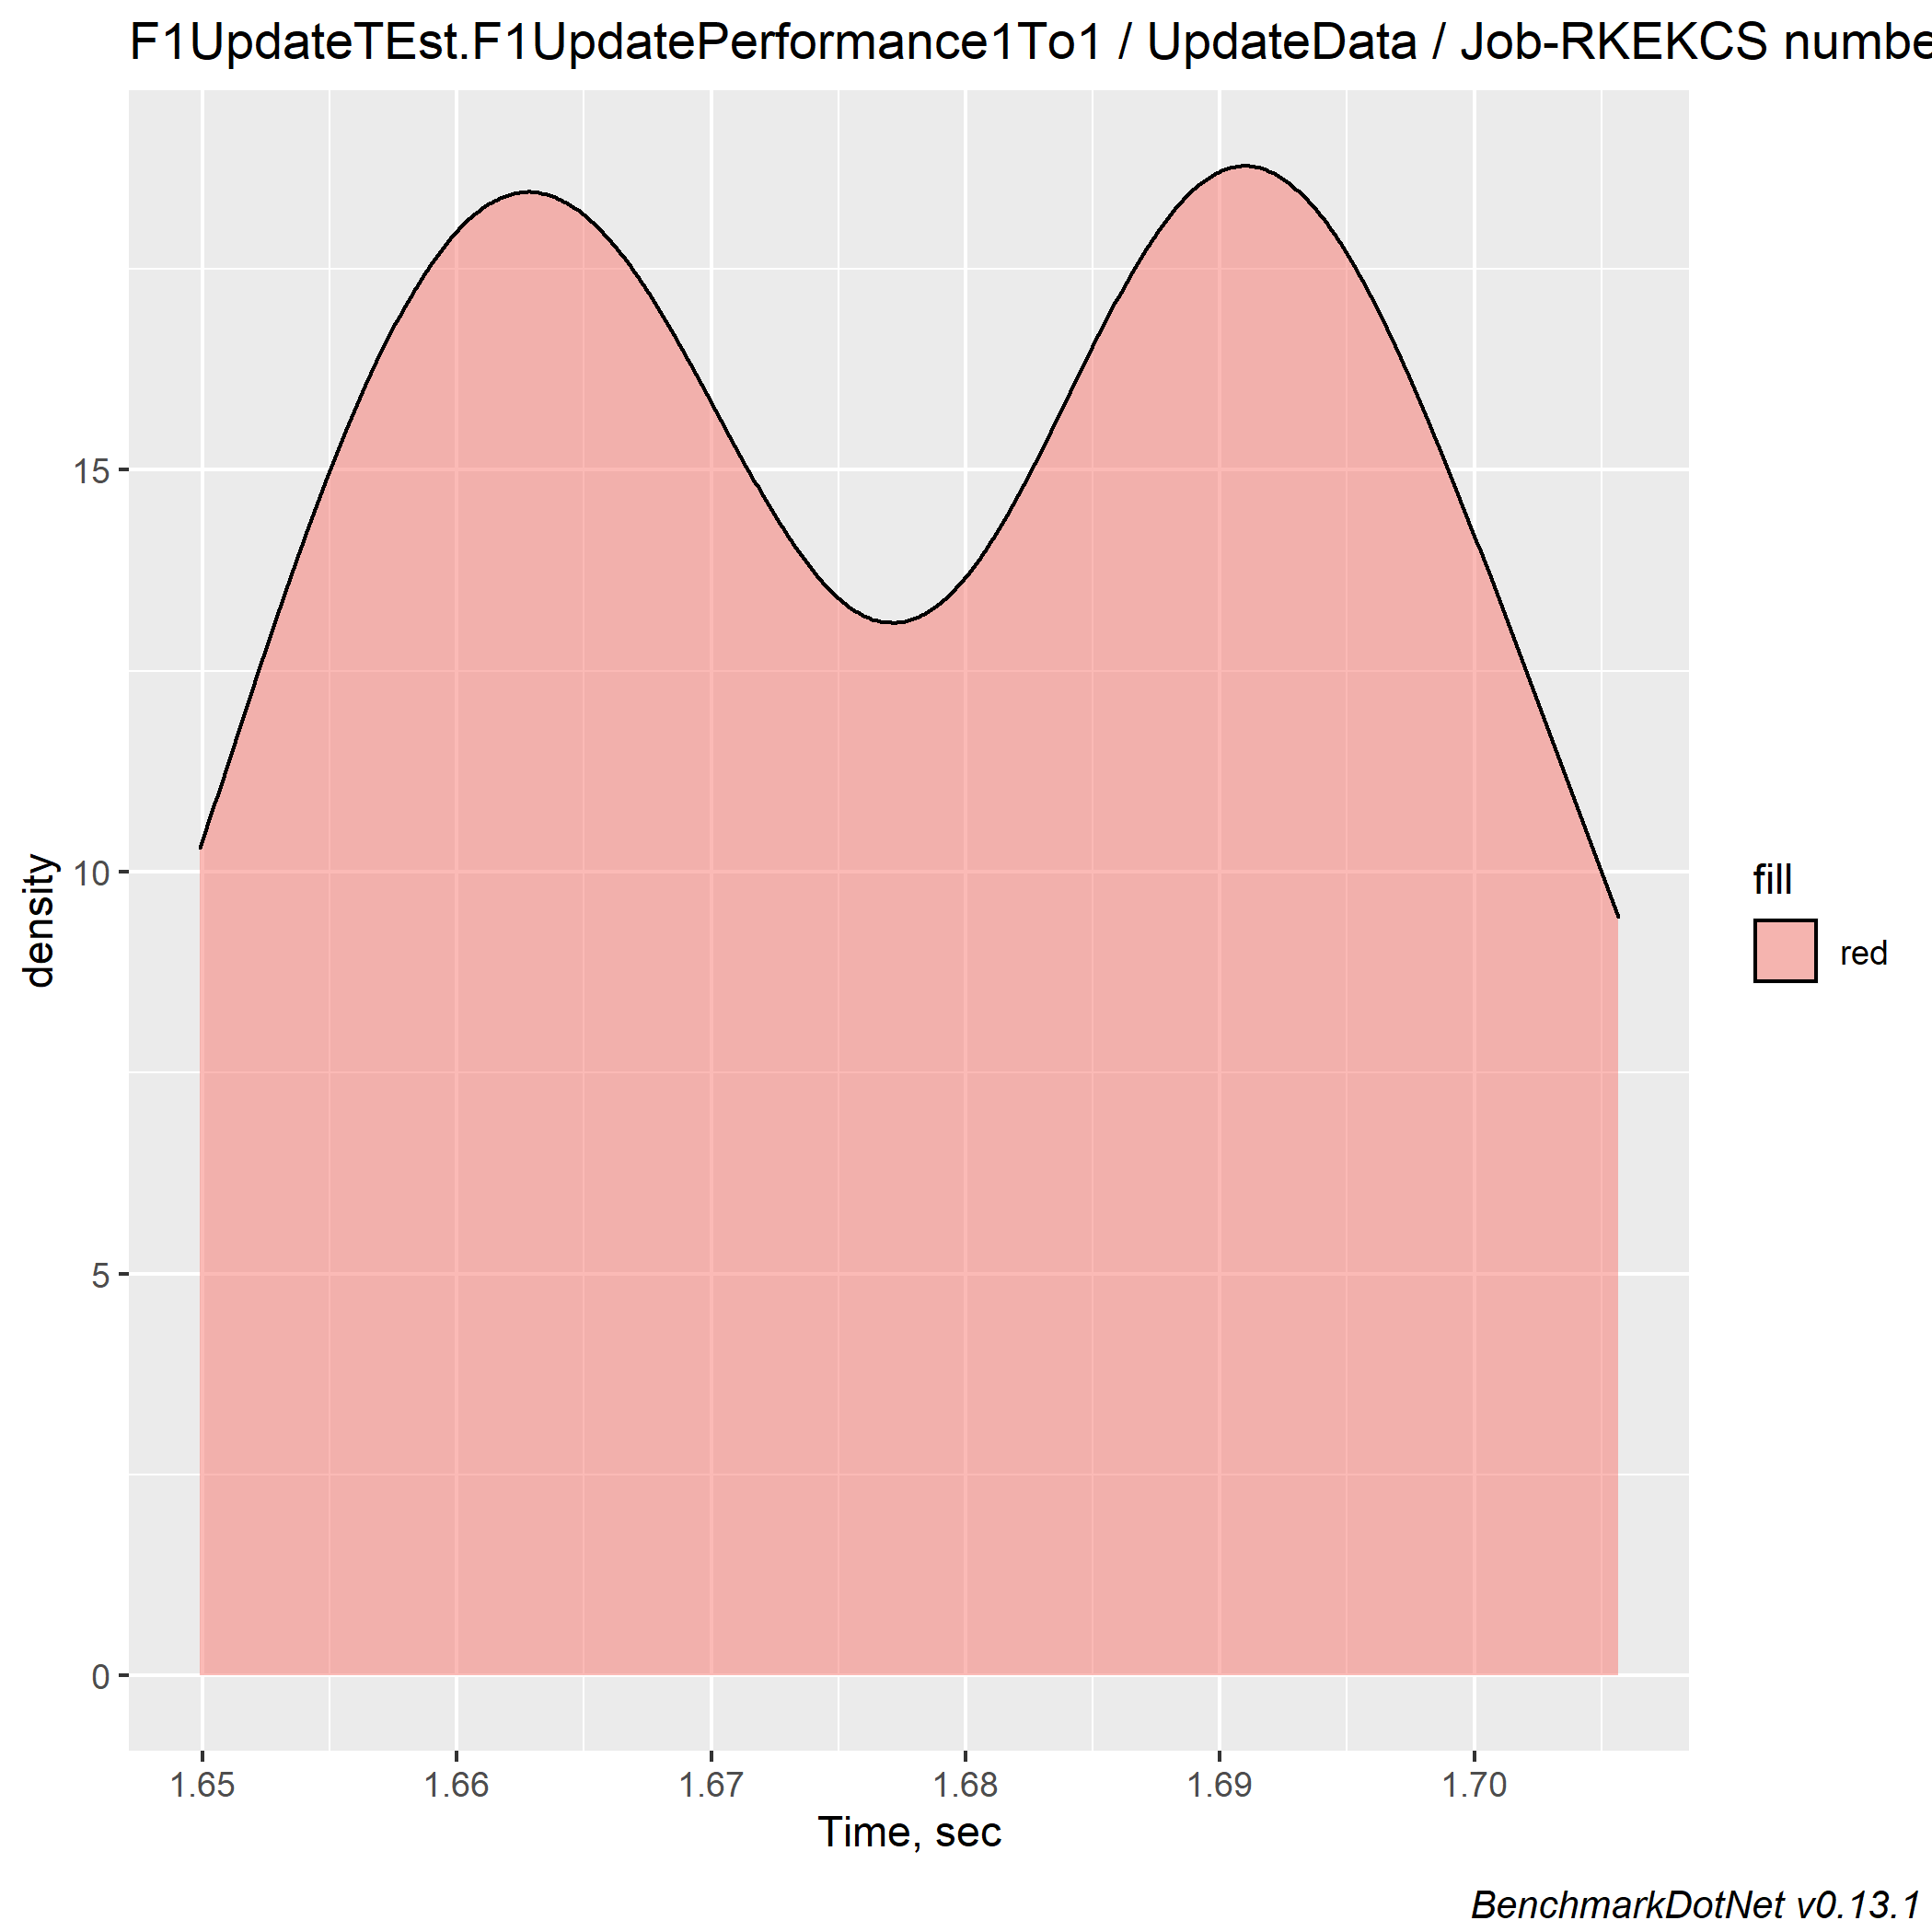 F1UpdateTEst.F1UpdatePerformance1To1 / UpdateData / Job-RKEKCS numbe
15
10
5
0
density
1.65 1.66 1.67 1.68 1.69 1.70
Time, sec
fill
red
BenchmarkDotNet v0.13.1